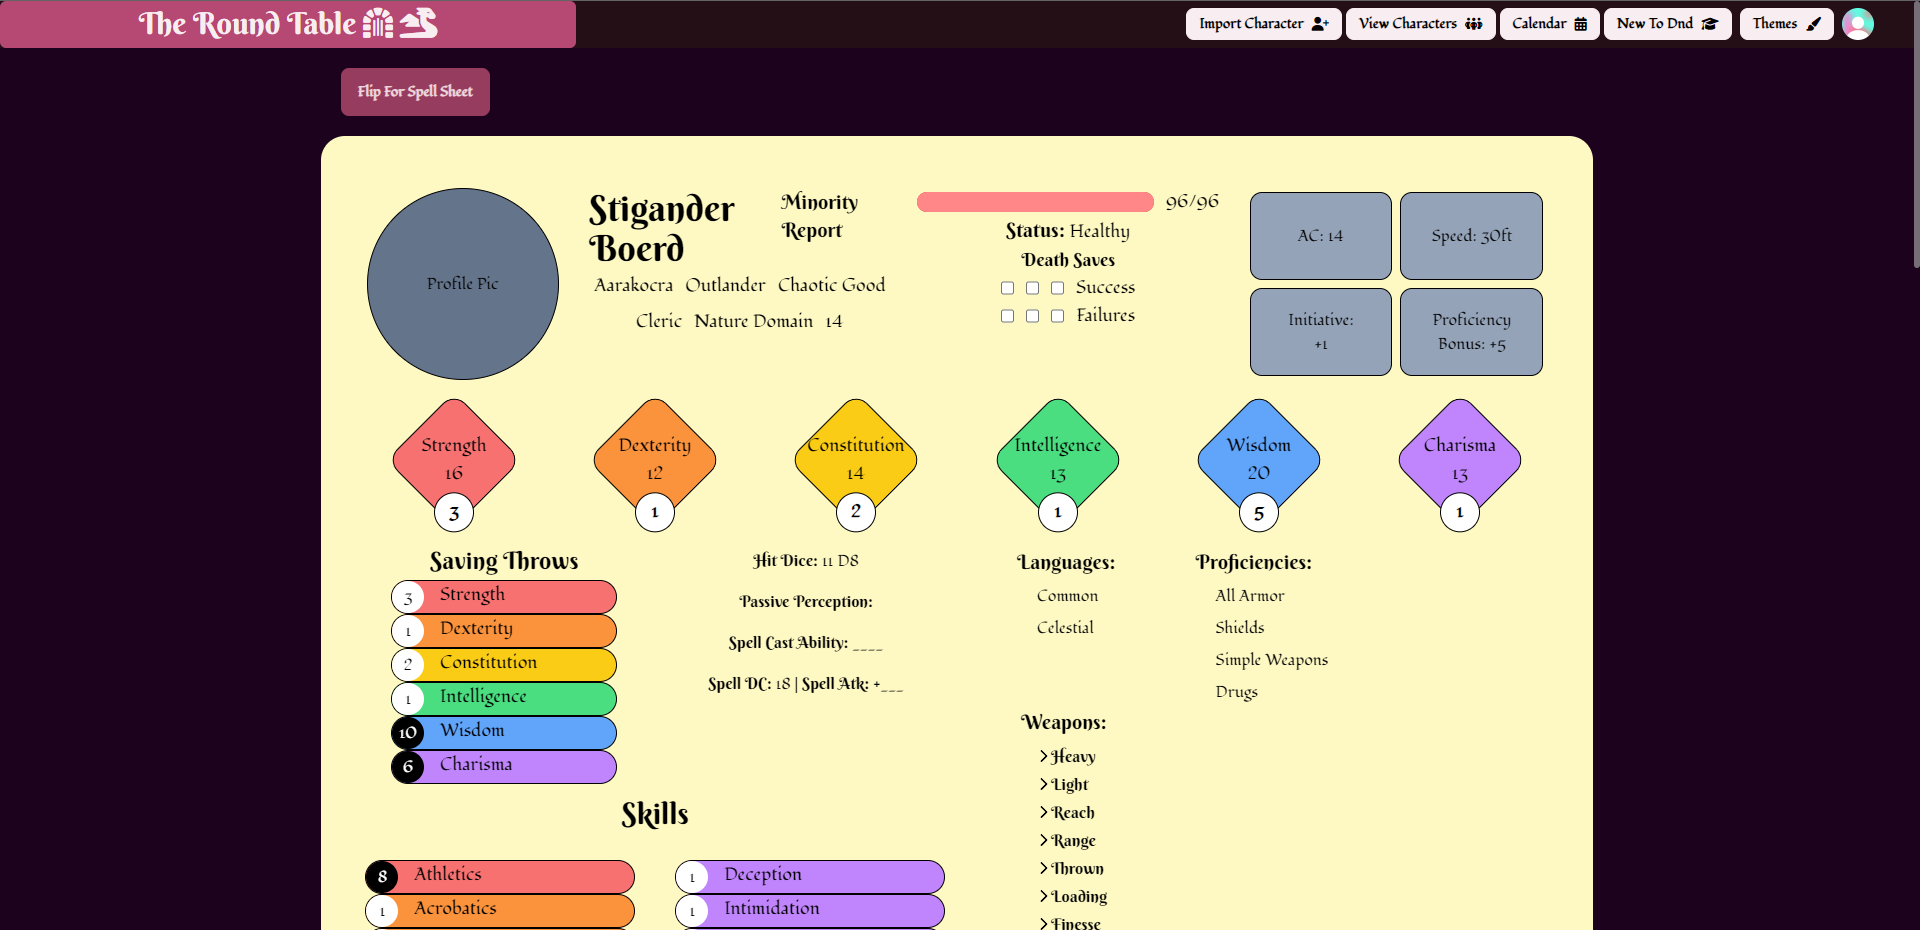 The Round Table
Import Character
View Characters
Calendar
New To Dnd
Themes
Flip For Spell Sheet
Profile Pic
Stigander
Boerd
Minority
Report
Aarakocra Outlander Chaotic Good
Cleric Nature Domain 14
96/96
Status: Healthy
Death Saves
Success
Failures
AC: 14
Speed: 30ft
Initiative:
+1
Proficiency
Bonus: +5
Strength
16
3
Dexterity
12
1
Constitution
14
2
Intelligence
13
1
Wisdom
20
5
Charisma
13
1
Saving Throws
3 Strength
1 Dexterity
2 Constitution
1 Intelligence
10 Wisdom
6 Charisma
Hit Dice: 11 D8
Passive Perception:
Spell Cast Ability: ____
Spell DC: 18 | Spell Atk: +___
Languages:
Common
Celestial
Proficiencies:
All Armor
Shields
Simple Weapons
Drugs
Weapons:
Heavy
Light
Reach
Range
Thrown
Loading
Finesse
Skills
8 Athletics
1 Acrobatics
1 Deception
1 Intimidation